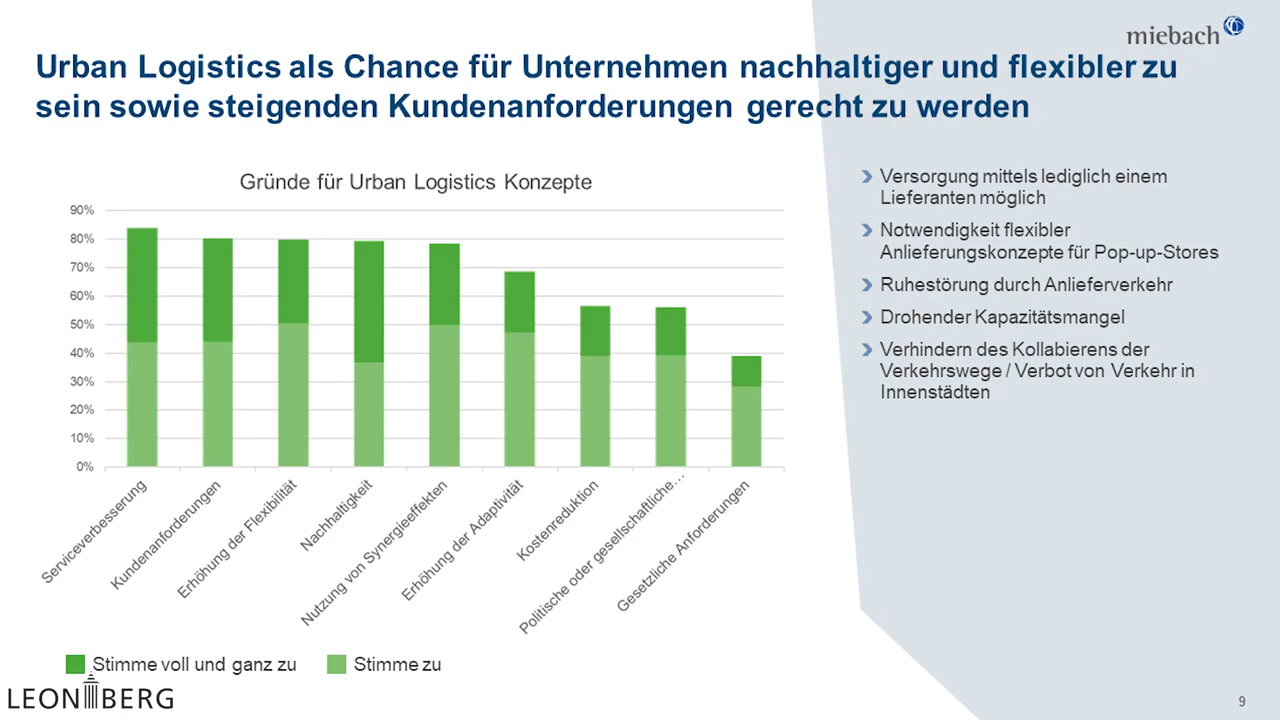 miebach
Urban Logistics als Chance für Unternehmen nachhaltiger und flexibler zu
sein sowie steigenden Kundenanforderungen gerecht zu werden
Gründe für Urban Logistics Konzepte
90%
80%
70%
60%
50%
40%
30%
20%
10%
0%
Serviceverbesserung
Kundenanforderungen
Erhöhung der Flexibilität
Nachhaltigkeit
Nutzung von Synergieeffekten
Erhöhung der Adaptivität
Kostenreduktion
Politische oder gesellschaftliche…
Gesetzliche Anforderungen
Stimme voll und ganz zu
Stimme zu
Versorgung mittels lediglich einem
Lieferanten möglich
Notwendigkeit flexibler
Anlieferungskonzepte für Pop-up-Stores
Ruhestörung durch Anlieferverkehr
Drohender Kapazitätsmangel
Verhindern des Kollabierens der
Verkehrswege / Verbot von Verkehr in
Innenstädten
LEONBERG
9